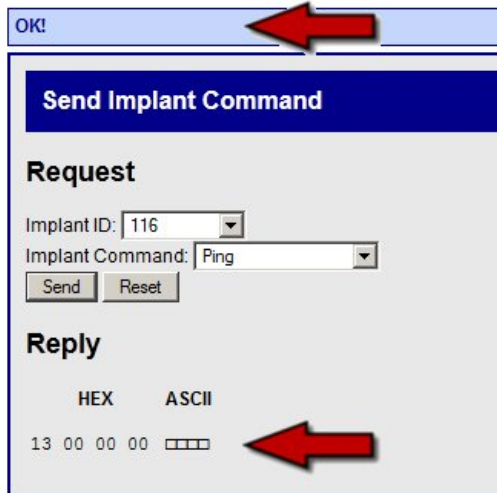 OK!
Send Implant Command
Request
Implant ID: 116
Implant Command: Ping
Send Reset
Reply
HEX ASCII
13 00 00 00 □□□□